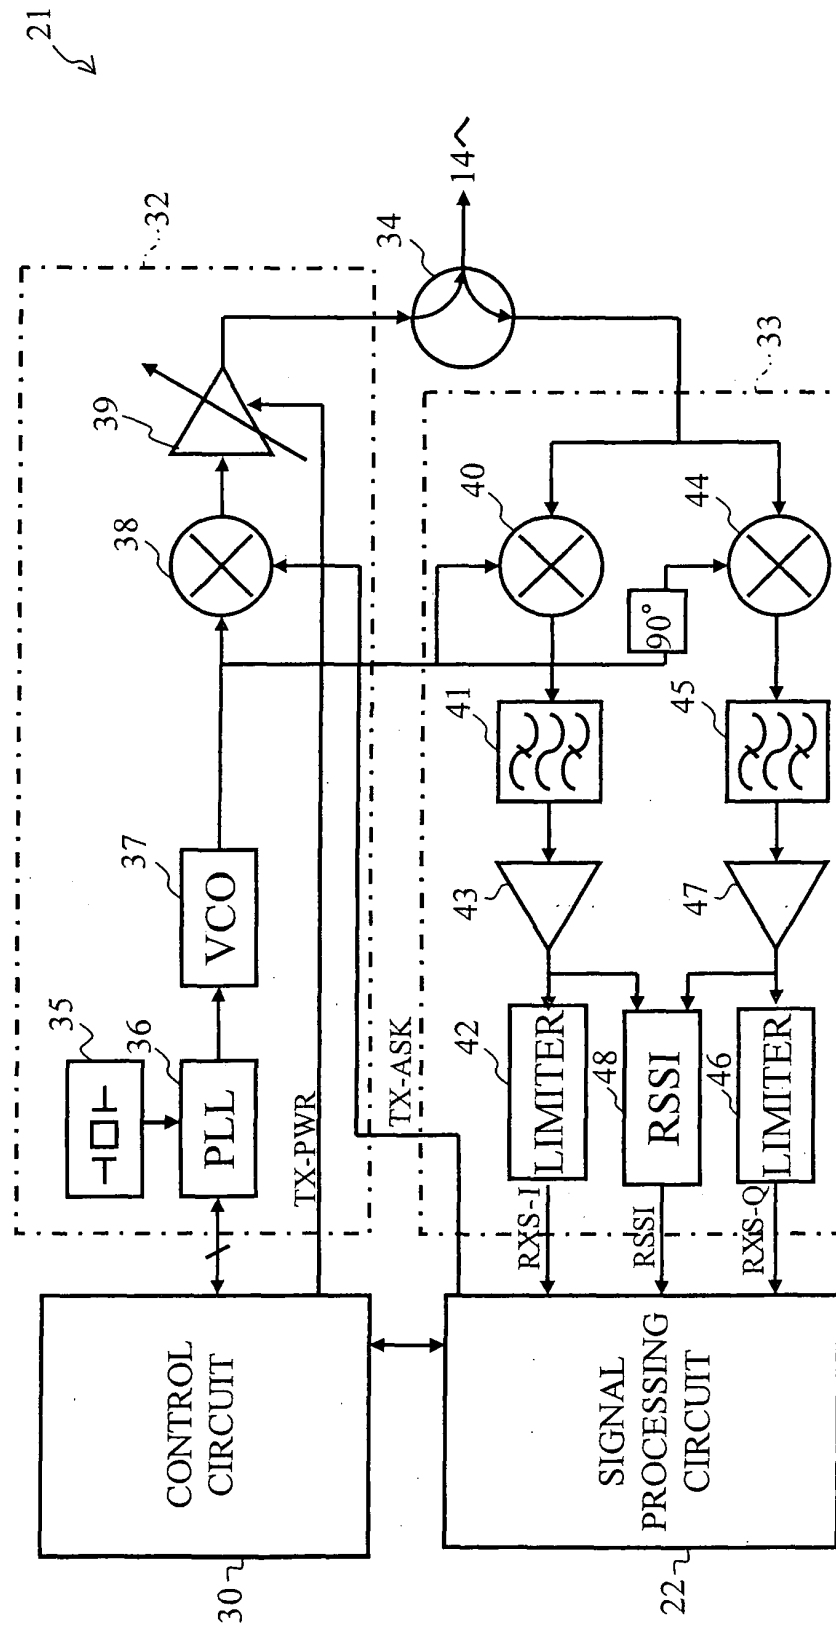 21
32
34
14
35
36
PLL
37
VCO
38
39
TX-PWR
TX-ASK
CONTROL
CIRCUIT
30
33
40
41
43
42
LIMITER
RXS-I
90°
48
RSSI
RSSI
44
45
47
46
LIMITER
RXS-Q
SIGNAL
PROCESSING
CIRCUIT
22